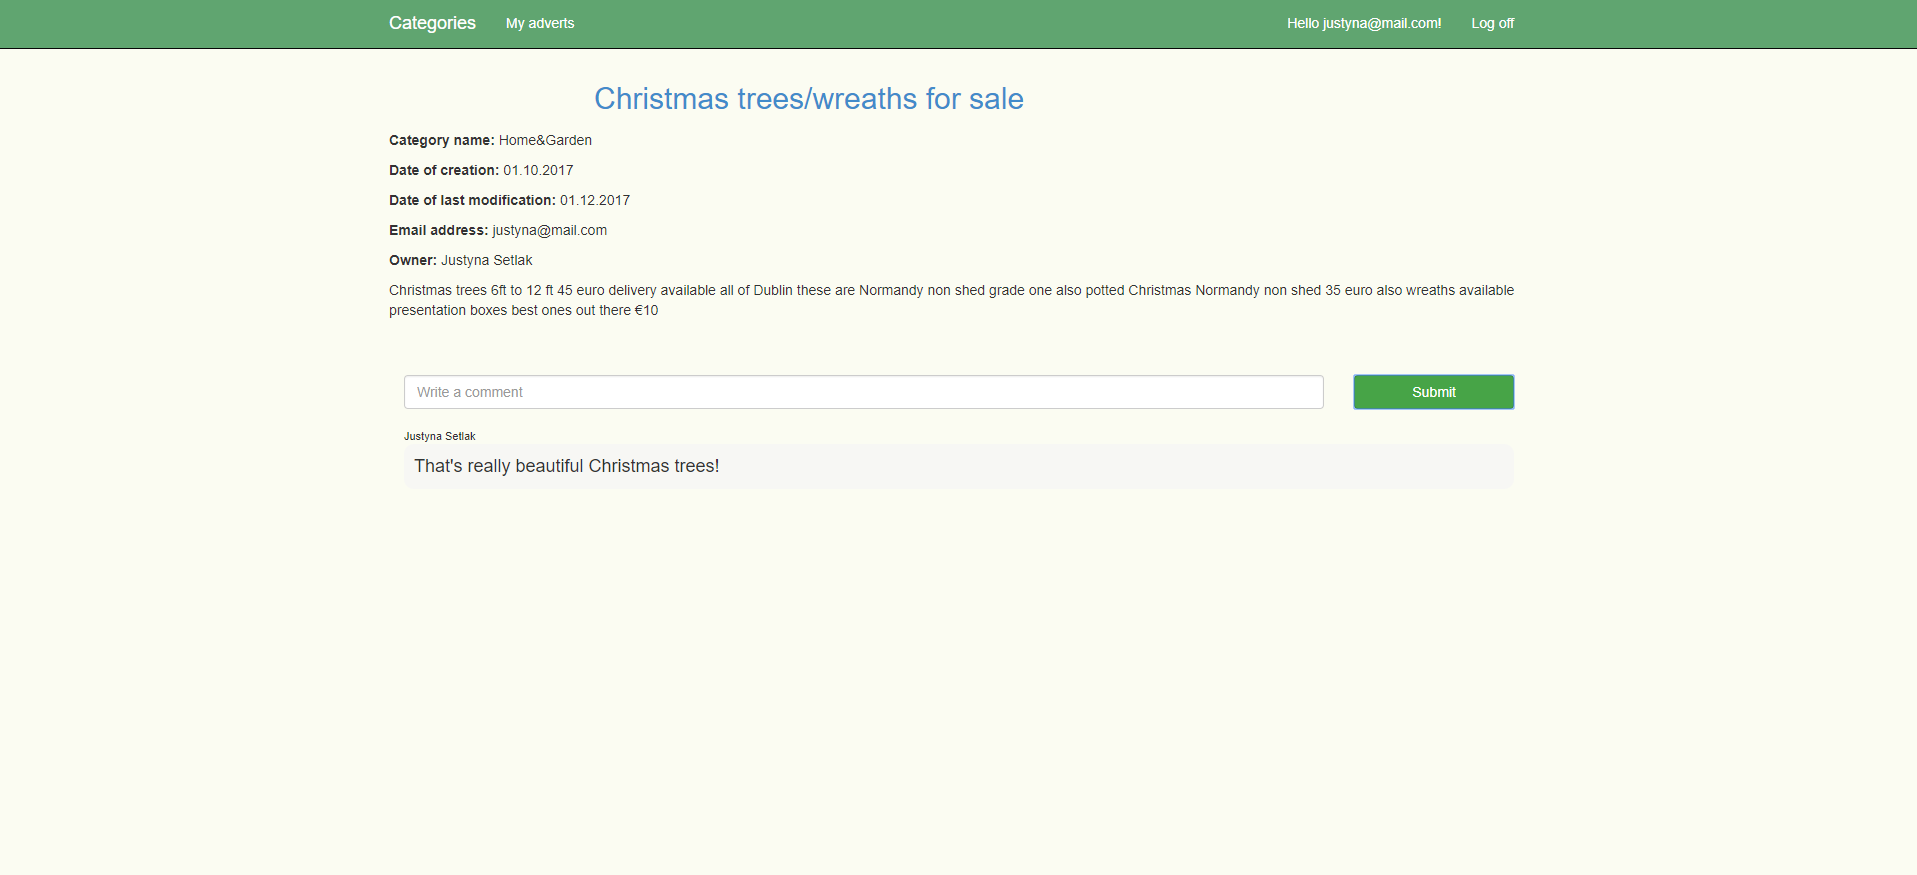 Categories My adverts Hello justyna@mail.com! Log off
Christmas trees/wreaths for sale
Category name: Home&Garden
Date of creation: 01.10.2017
Date of last modification: 01.12.2017
Email address: justyna@mail.com
Owner: Justyna Setlak
Christmas trees 6ft to 12 ft 45 euro delivery available all of Dublin these are Normandy non shed grade one also potted Christmas Normandy non shed 35 euro also wreaths available
presentation boxes best ones out there €10
Write a comment Submit
Justyna Setlak
That's really beautiful Christmas trees!